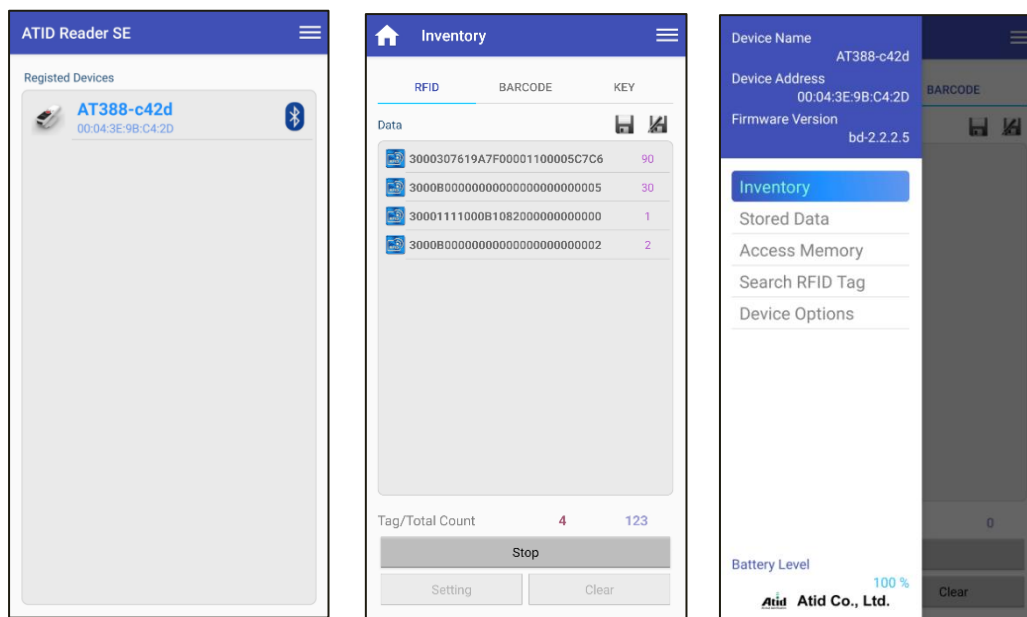 ATID Reader SE
Registed Devices
AT388-c42d
00:04:3E:9B:C4:2D
Inventory
RFID BARCODE KEY
Data
3000307619A7F00001100005C7C6 90
3000B00000000000000000000005 30
30001111000B1082000000000000 1
3000B00000000000000000000002 2
Tag/Total Count 4 123
Stop
Setting Clear
Device Name
AT388-c42d
Device Address
00:04:3E:9B:C4:2D
Firmware Version
bd-2.2.2.5
BARCODE
Inventory
Stored Data
Access Memory
Search RFID Tag
Device Options
0
Battery Level
100 %
Clear
Atid Atid Co., Ltd.